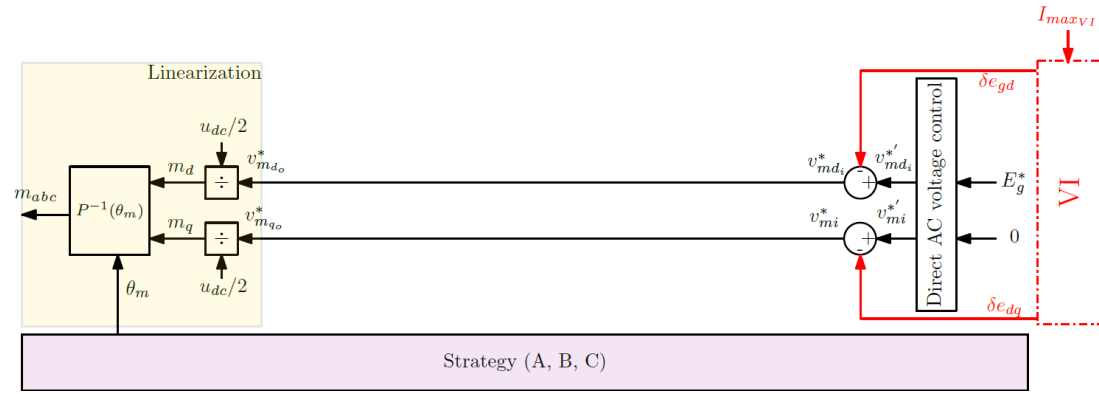 I_{max_{VI}}
Linearization
δe_{gd}
u_{dc}/2
m_d
÷
v^*_{m_{d_o}}
v^*_{md_i}
-
+
v^{*'}_{md_i}
Direct AC voltage control
E^*_g
VI
m_{abc}
P^{-1}(θ_m)
m_q
÷
v^*_{m_{q_o}}
v^*_{mi}
+
-
v^{*'}_{mi}
0
θ_m
u_{dc}/2
δe_{dq}
Strategy (A, B, C)